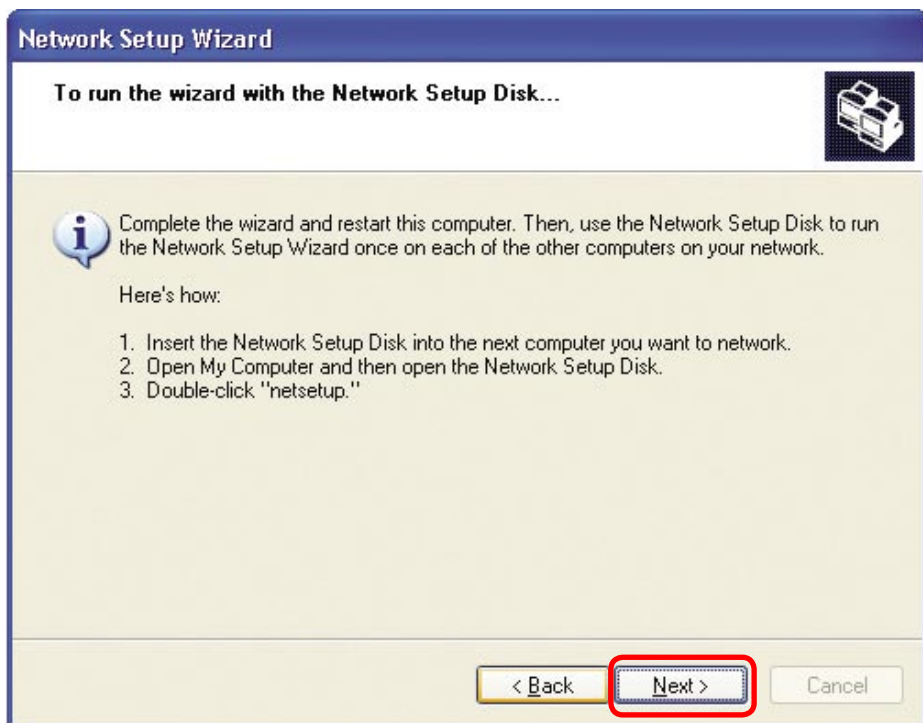 Network Setup Wizard
To run the wizard with the Network Setup Disk...
Complete the wizard and restart this computer. Then, use the Network Setup Disk to run
the Network Setup Wizard once on each of the other computers on your network.
Here's how:
1. Insert the Network Setup Disk into the next computer you want to network.
2. Open My Computer and then open the Network Setup Disk.
3. Double-click "netsetup."
< Back Next > Cancel